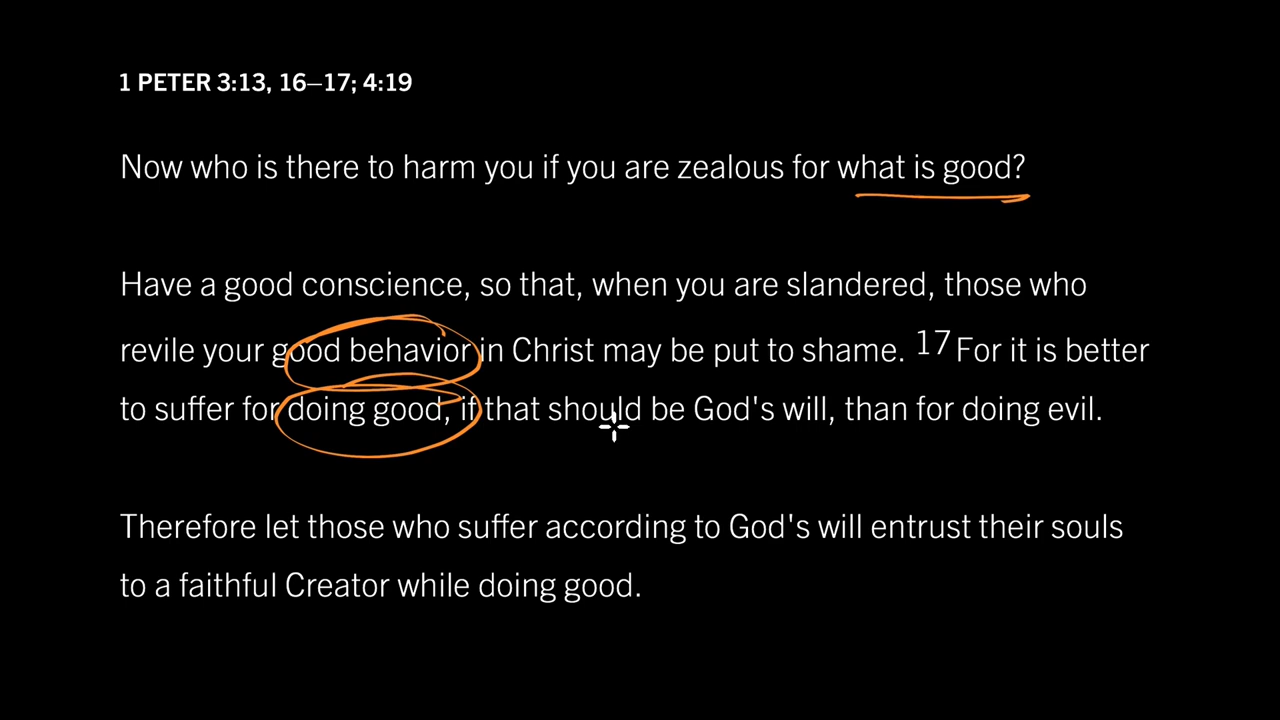 1 PETER 3:13, 16–17; 4:19
Now who is there to harm you if you are zealous for what is good?
Have a good conscience, so that, when you are slandered, those who
revile your good behavior in Christ may be put to shame. 17 For it is better
to suffer for doing good, if that should be God's will, than for doing evil.
Therefore let those who suffer according to God's will entrust their souls
to a faithful Creator while doing good.